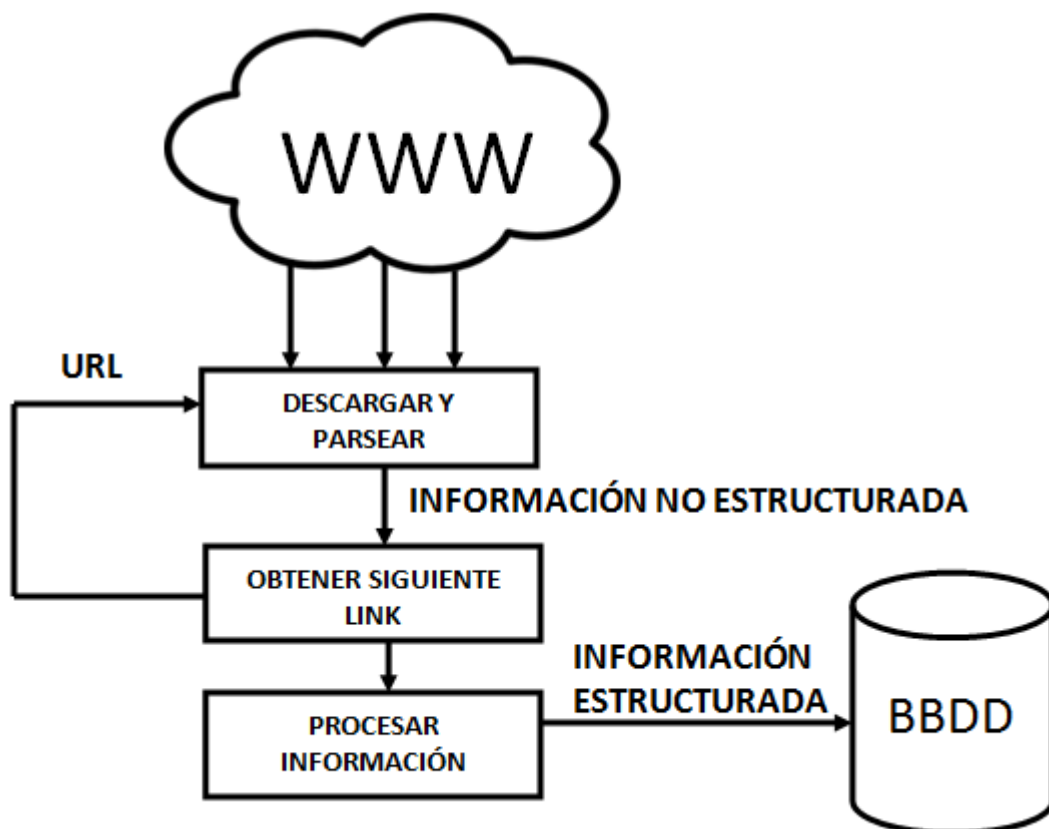 WWW
URL
DESCARGAR Y
PARSEAR
INFORMACIÓN NO ESTRUCTURADA
OBTENER SIGUIENTE
LINK
INFORMACIÓN
ESTRUCTURADA
PROCESAR
INFORMACIÓN
BBDD